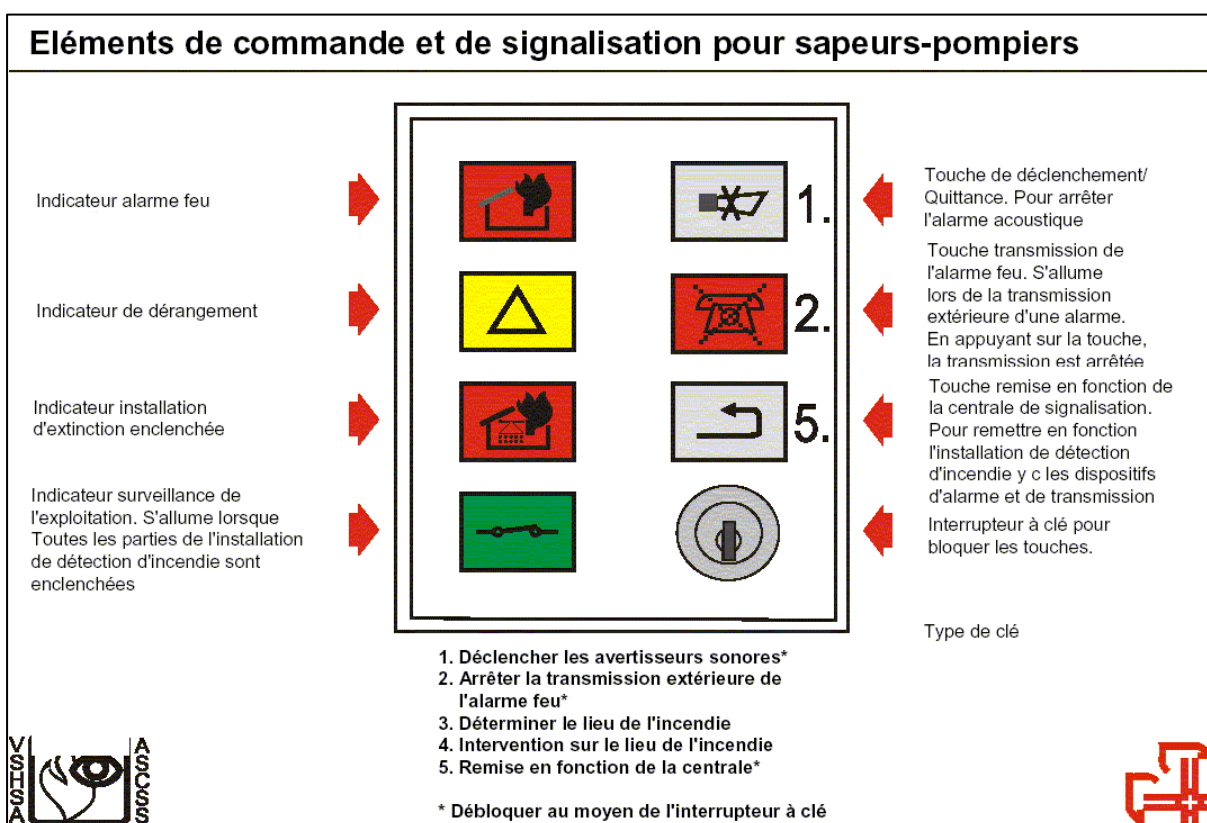 Eléments de commande et de signalisation pour sapeurs-pompiers
Indicateur alarme feu
Indicateur de dérangement
Indicateur installation
d'extinction enclenchée
Indicateur surveillance de
l'exploitation. S'allume lorsque
Toutes les parties de l'installation
de détection d'incendie sont
enclenchées
1.
2.
5.
Touche de déclenchement/
Quittance. Pour arrêter
l'alarme acoustique
Touche transmission de
l'alarme feu. S'allume
lors de la transmission
extérieure d'une alarme.
En appuyant sur la touche,
la transmission est arrêtée
Touche remise en fonction de
la centrale de signalisation.
Pour remettre en fonction
l'installation de détection
d'incendie y c les dispositifs
d'alarme et de transmission
Interrupteur à clé pour
bloquer les touches.
Type de clé
1. Déclencher les avertisseurs sonores*
2. Arrêter la transmission extérieure de
l'alarme feu*
3. Déterminer le lieu de l'incendie
4. Intervention sur le lieu de l'incendie
5. Remise en fonction de la centrale*
* Débloquer au moyen de l'interrupteur à clé
VSHSA
ASCSS